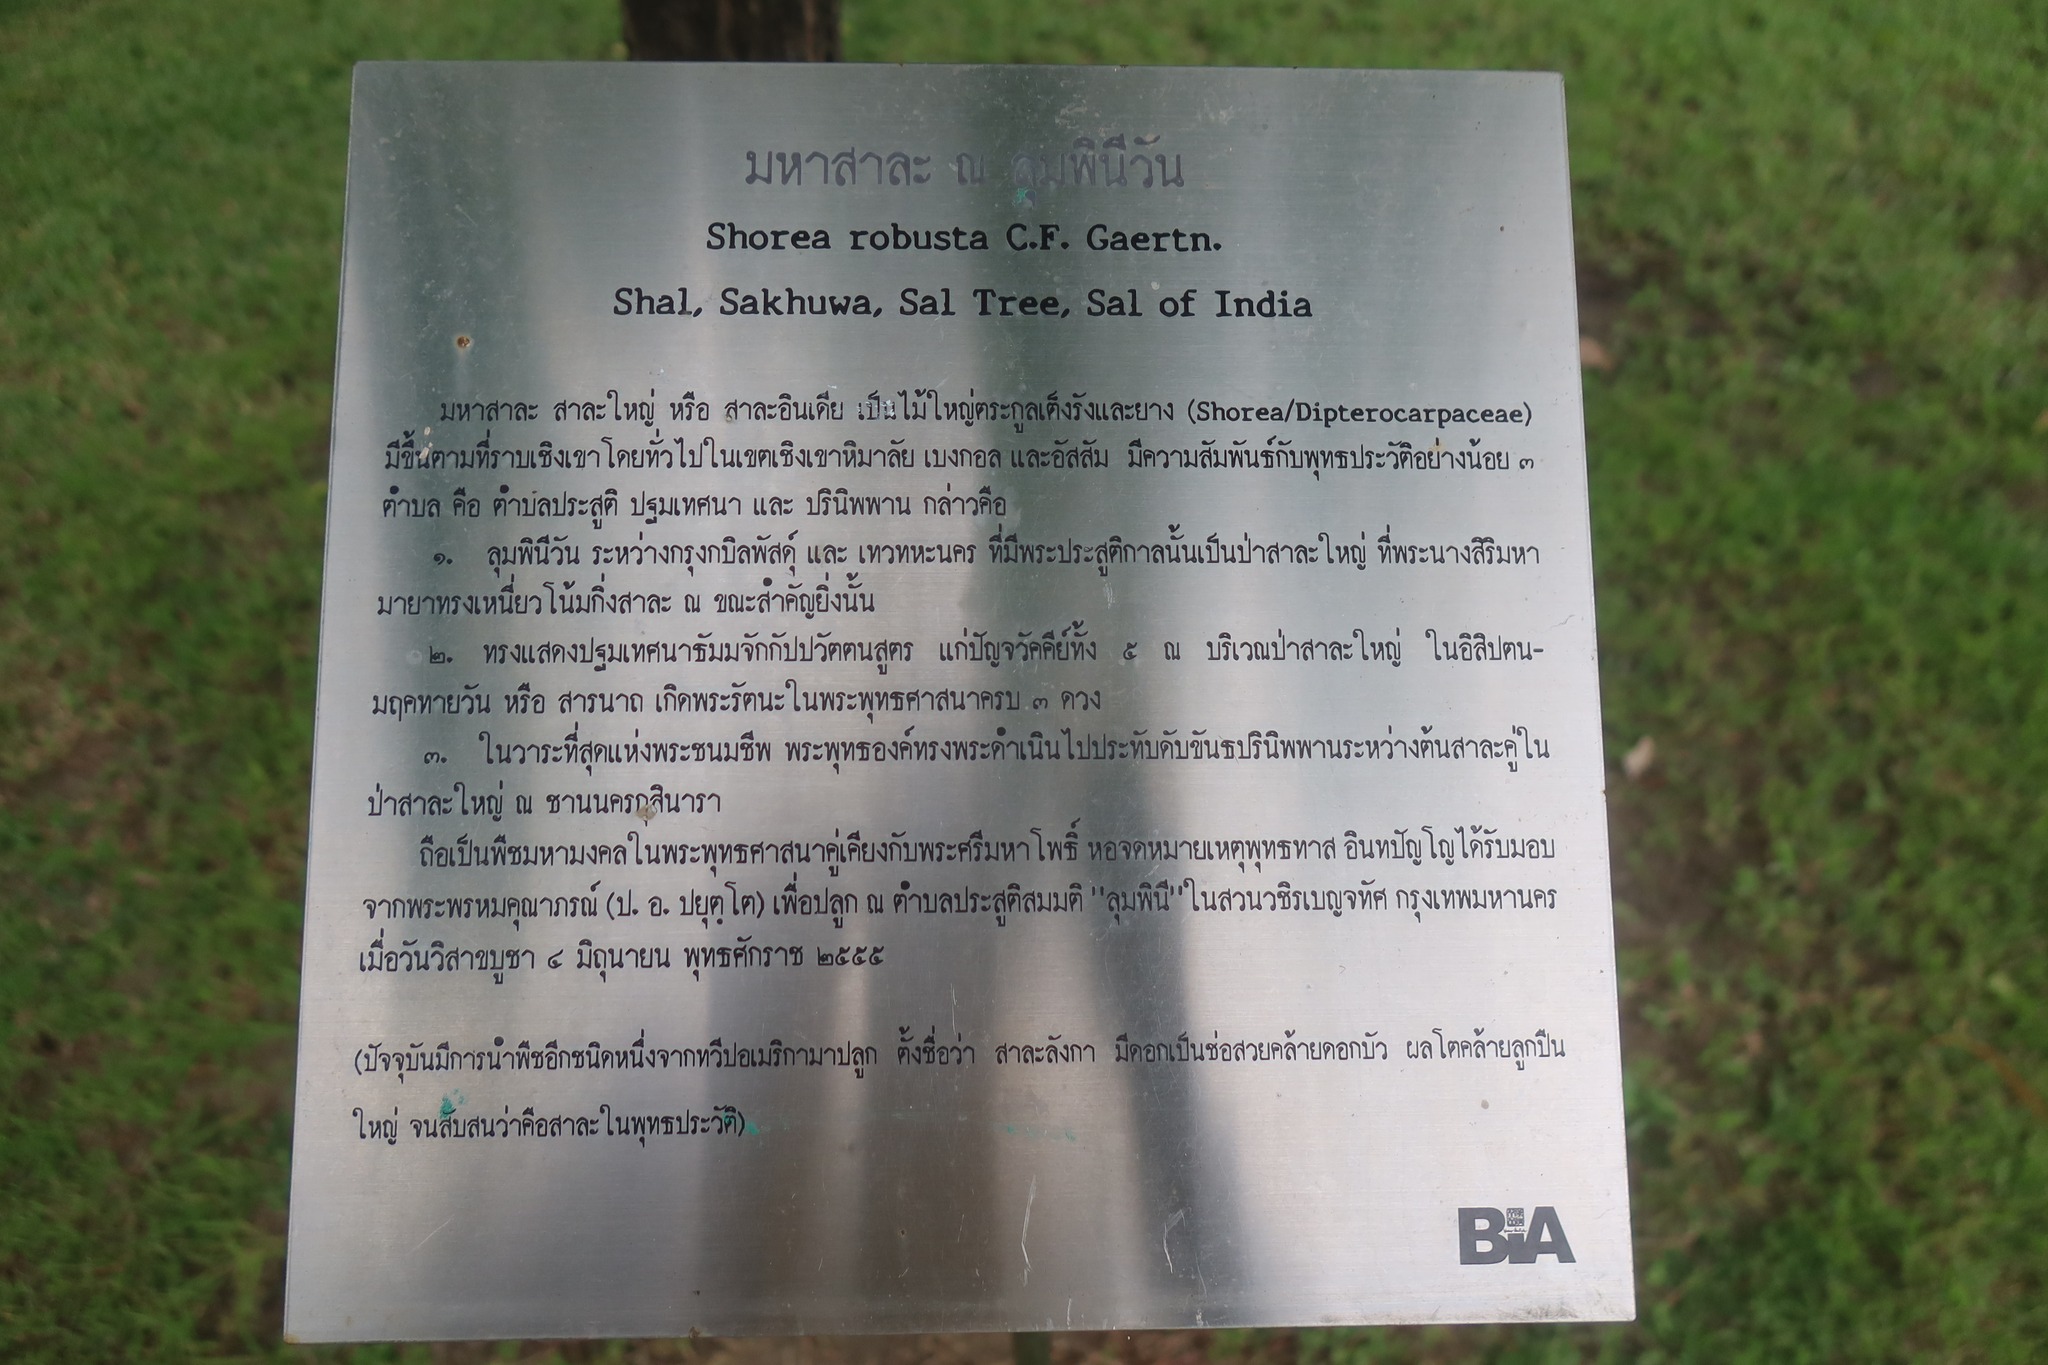 มหาสาละ ณ ลุมพินีวัน
Shorea robusta C.F. Gaertn.
Shal, Sakhuwa, Sal Tree, Sal of India
มหาสาละ สาละใหญ่ หรือ สาละอินเดีย เป็นไม้ใหญ่ตระกูลเต็งรังและยาง (Shorea/Dipterocarpaceae)
มีขึ้นตามที่ราบเชิงเขาโดยทั่วไปในเขตเชิงเขาหิมาลัย เบงกอล และอัสสัม มีความสัมพันธ์กับพุทธประวัติอย่างน้อย ๓
ตำบล คือ ตำบลประสูติ ปฐมเทศนา และ ปรินิพพาน กล่าวคือ
๑. ลุมพินีวัน ระหว่างกรุงกบิลพัสดุ์ และ เทวทหะนคร ที่มีพระประสูติกาลนั้นเป็นป่าสาละใหญ่ ที่พระนางสิริมหา
มายาทรงเหนี่ยวโน้มกิ่งสาละ ณ ขณะสำคัญยิ่งนั้น
๒. ทรงแสดงปฐมเทศนาธัมมจักกัปปวัตตนสูตร แก่ปัญจวัคคีย์ทั้ง ๕ ณ บริเวณป่าสาละใหญ่ ในอิสิปตน-
มฤคทายวัน หรือ สารนาถ เกิดพระรัตนะในพระพุทธศาสนาครบ ๓ ดวง
๓. ในวาระที่สุดแห่งพระชนมชีพ พระพุทธองค์ทรงพระดำเนินไปประทับดับขันธปรินิพพานระหว่างต้นสาละคู่ใน
ป่าสาละใหญ่ ณ ชานนครกุสินารา
ถือเป็นพืชมหามงคลในพระพุทธศาสนาคู่เคียงกับพระศรีมหาโพธิ์ หอจดหมายเหตุพุทธทาส อินทปัญโญได้รับมอบ
จากพระพรหมคุณาภรณ์ (ป. อ. ปยุตฺโต) เพื่อปลูก ณ ตำบลประสูติสมมติ "ลุมพินี" ในสวนวชิรเบญจทัศ กรุงเทพมหานคร
เมื่อวันวิสาขบูชา ๔ มิถุนายน พุทธศักราช ๒๕๕๕
(ปัจจุบันมีการนำพืชอีกชนิดหนึ่งจากทวีปอเมริกามาปลูก ตั้งชื่อว่า สาละลังกา มีดอกเป็นช่อสวยคล้ายดอกบัว ผลโตคล้ายลูกปืน
ใหญ่ จนสับสนว่าคือสาละในพุทธประวัติ)
BIA